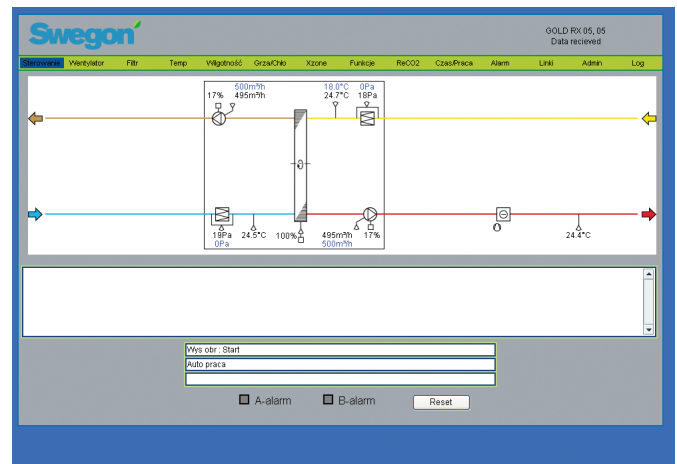 Swegon
GOLD RX 05, 05
Data recieved
Sterowanie Wentylator Filtr Temp Wilgotność Grza/Chło Xzone Funkcje ReCO2 Czas/Praca Alarm Linki Admin Log
500m³/h 18.0°C 0Pa
17% 495m³/h 24.7°C 18Pa
19Pa 24.5°C 100% 495m³/h 17% 24.4°C
0Pa 500m³/h
Wys obr : Start
Auto praca
A-alarm B-alarm Reset